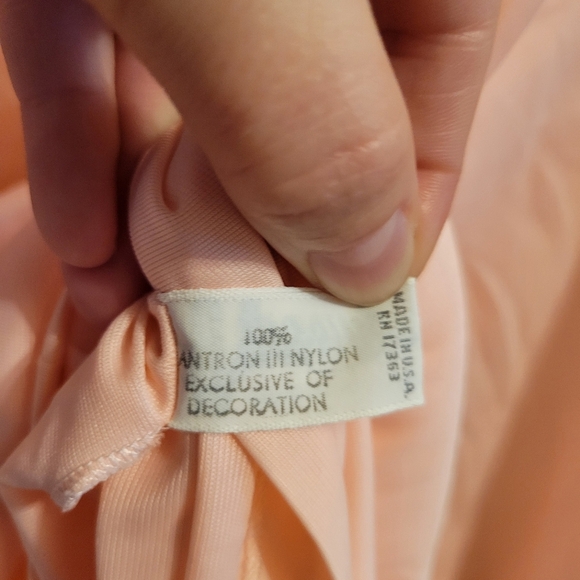 100%
ANTRON III NYLON
EXCLUSIVE OF
DECORATION
MADE IN U.S.A.
RN 17363